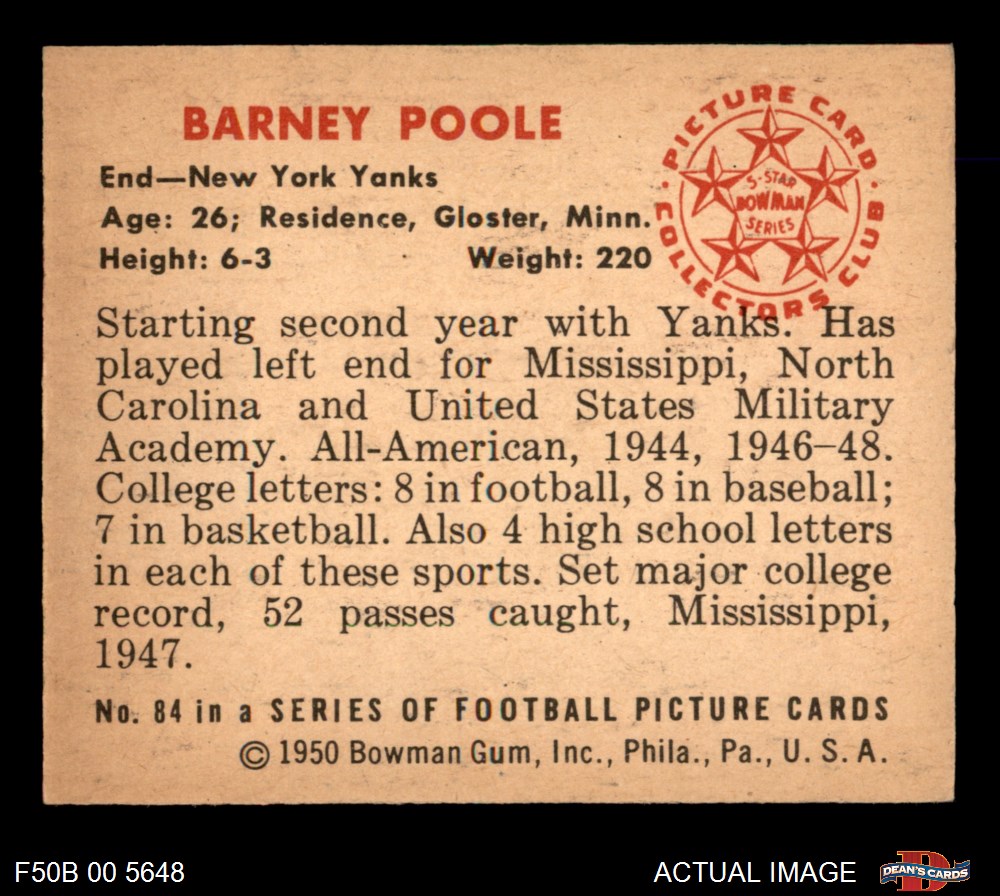 BARNEY POOLE
End—New York Yanks
Age: 26; Residence, Gloster, Minn.
Height: 6-3 Weight: 220
PICTURE CARD
COLLECTORS CLUB
5-STAR
BOWMAN
SERIES
Starting second year with Yanks. Has
played left end for Mississippi, North
Carolina and United States Military
Academy. All-American, 1944, 1946–48.
College letters: 8 in football, 8 in baseball;
7 in basketball. Also 4 high school letters
in each of these sports. Set major college
record, 52 passes caught, Mississippi,
1947.
No. 84 in a SERIES OF FOOTBALL PICTURE CARDS
© 1950 Bowman Gum, Inc., Phila., Pa., U. S. A.
F50B 00 5648 ACTUAL IMAGE
D
DEAN'S CARDS